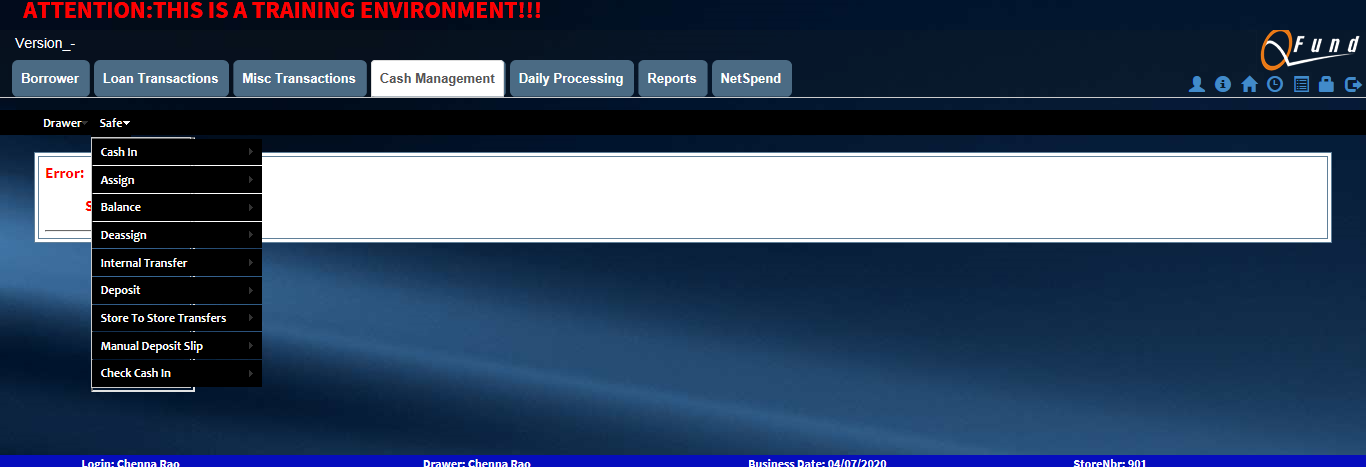 ATTENTION:THIS IS A TRAINING ENVIRONMENT!!!
Version_-
QFund
Borrower Loan Transactions Misc Transactions Cash Management Daily Processing Reports NetSpend
Drawer Safe
Cash In
Error:
Assign
Balance
Deassign
Internal Transfer
Deposit
Store To Store Transfers
Manual Deposit Slip
Check Cash In
Login: Chenna Rao Drawer: Chenna Rao Business Date: 04/07/2020 StoreNbr: 901